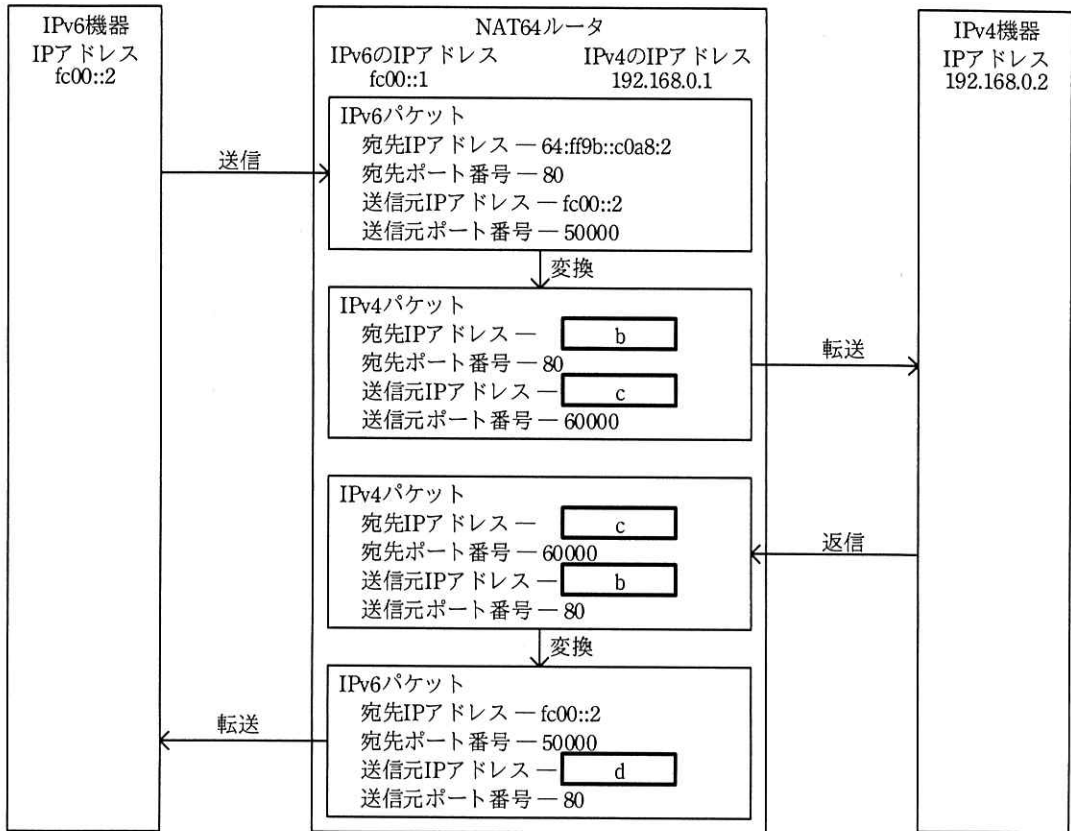 IPv6機器
IPアドレス
fc00::2
NAT64ルータ
IPv6のIPアドレス
fc00::1
IPv4のIPアドレス
192.168.0.1
IPv4機器
IPアドレス
192.168.0.2
送信
IPv6パケット
宛先IPアドレス — 64:ff9b::c0a8:2
宛先ポート番号 — 80
送信元IPアドレス — fc00::2
送信元ポート番号 — 50000
変換
IPv4パケット
宛先IPアドレス — b
宛先ポート番号 — 80
送信元IPアドレス — c
送信元ポート番号 — 60000
転送
IPv4パケット
宛先IPアドレス — c
宛先ポート番号 — 60000
送信元IPアドレス — b
送信元ポート番号 — 80
返信
変換
IPv6パケット
宛先IPアドレス — fc00::2
宛先ポート番号 — 50000
送信元IPアドレス — d
送信元ポート番号 — 80
転送